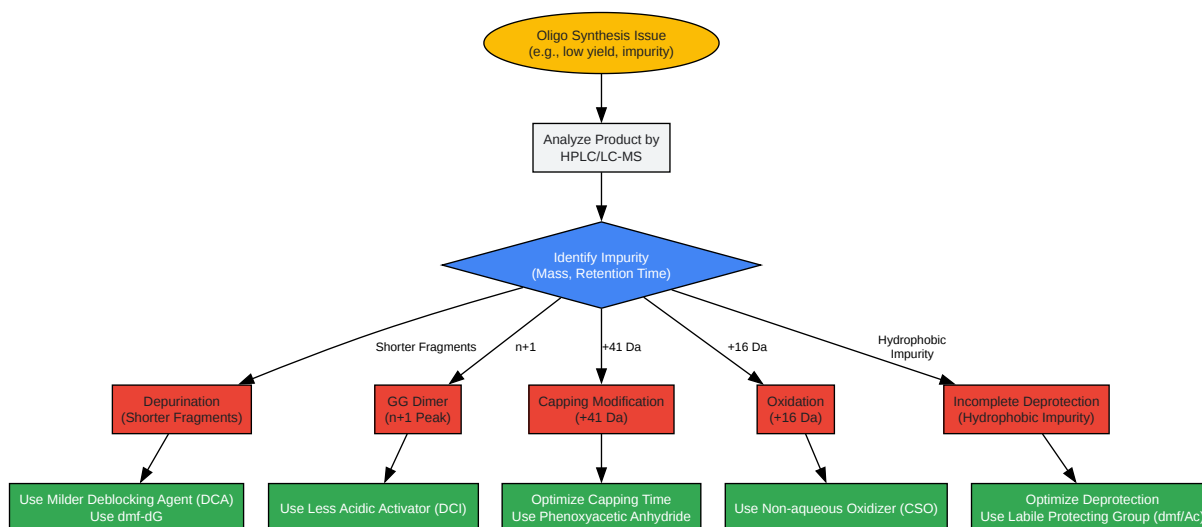 Oligo Synthesis Issue
(e.g., low yield, impurity)
Analyze Product by
HPLC/LC-MS
Identify Impurity
(Mass, Retention Time)
Shorter Fragments
n+1
+41 Da
+16 Da
Hydrophobic
Impurity
Depurination
(Shorter Fragments)
GG Dimer
(n+1 Peak)
Capping Modification
(+41 Da)
Oxidation
(+16 Da)
Incomplete Deprotection
(Hydrophobic Impurity)
Use Milder Deblocking Agent (DCA)
Use dmf-dG
Use Less Acidic Activator (DCI)
Optimize Capping Time
Use Phenoxyacetic Anhydride
Use Non-aqueous Oxidizer (CSO)
Optimize Deprotection
Use Labile Protecting Group (dmf/Ac)